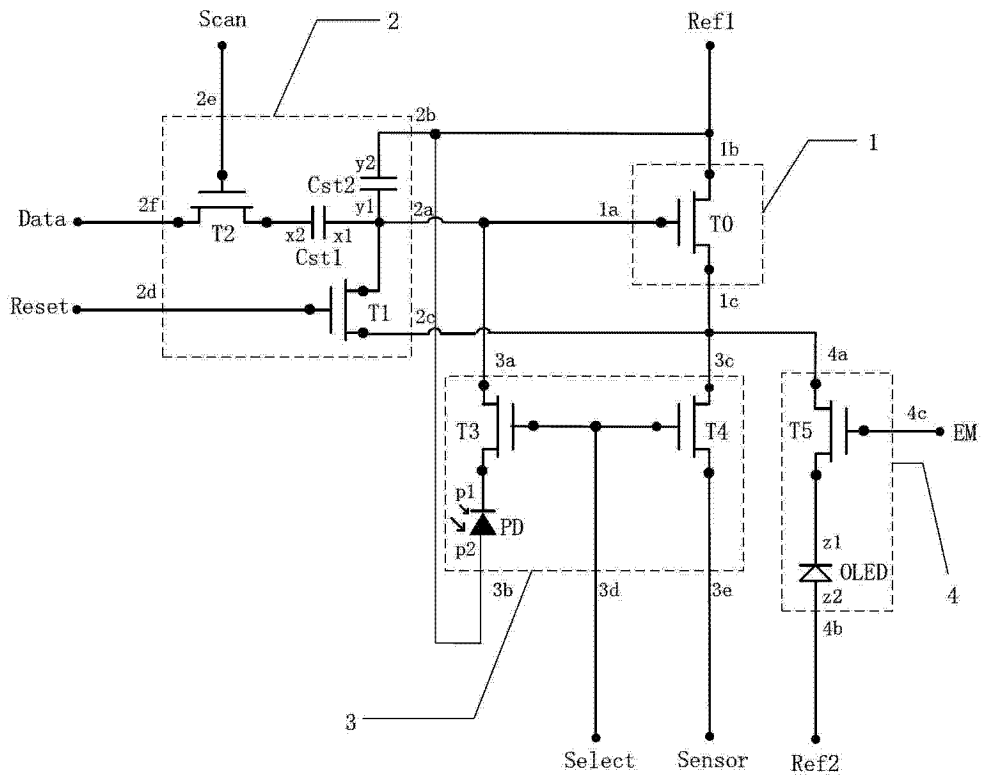 Scan
2
Ref1
2e
2b
1b
1
y2
Cst2
y1
2a
1a
T0
Data
2f
T2
x2
x1
Cst1
Reset
2d
T1
2c
1c
3a
3c
4a
T3
T4
T5
4c
EM
p1
PD
p2
z1
OLED
z2
4
3b
3d
3e
4b
3
Select
Sensor
Ref2